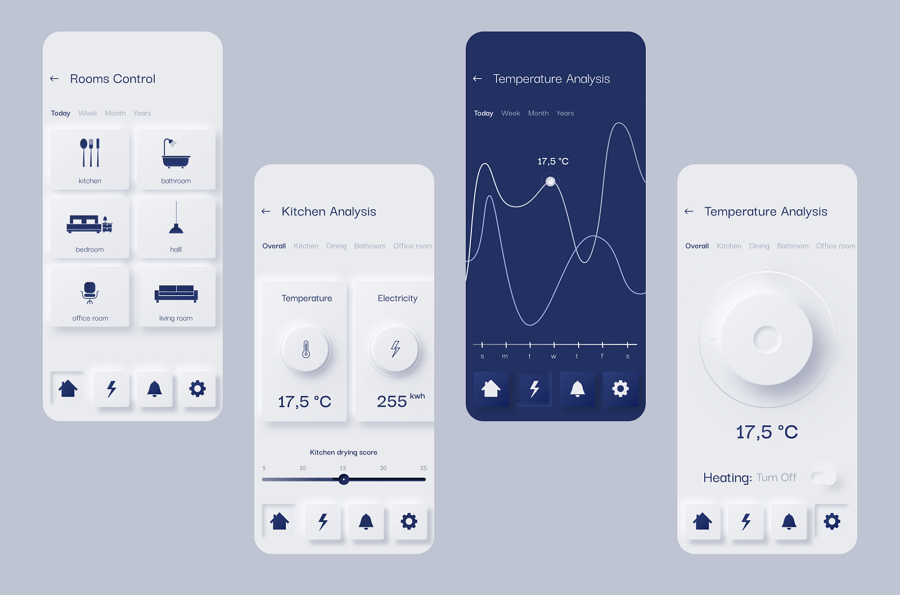 Rooms Control
Today Week Month Years
kitchen bathroom
bedroom hall
office room living room
Kitchen Analysis
Overall Kitchen Dining Bathroom Office room
Temperature Electricity
17,5 °C 255 kwh
Kitchen drying score
5 10 15 20 25
Temperature Analysis
Today Week Month Years
17,5 °C
s m t w t f s
Temperature Analysis
Overall Kitchen Dining Bathroom Office room
17,5 °C
Heating: Turn Off